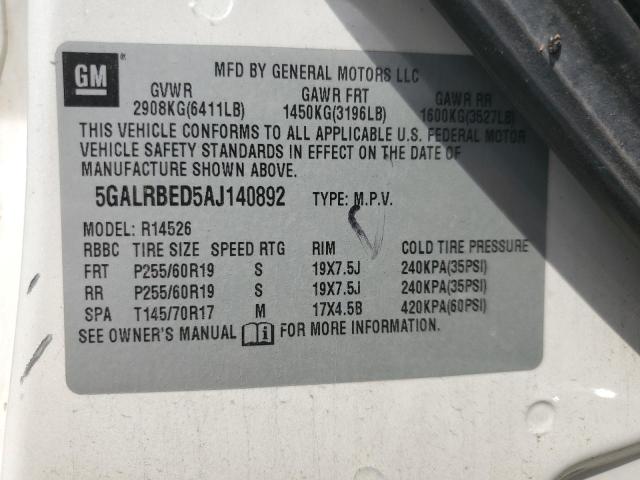 GM
MFD BY GENERAL MOTORS LLC
GVWR GAWR FRT GAWR RR
2908KG(6411LB) 1450KG(3196LB) 1600KG(3527LB)
THIS VEHICLE CONFORMS TO ALL APPLICABLE U.S. FEDERAL MOTOR
VEHICLE SAFETY STANDARDS IN EFFECT ON THE DATE OF
MANUFACTURE SHOWN ABOVE.
5GALRBED5AJ140892 TYPE: M.P.V.
MODEL: R14526
RBBC TIRE SIZE SPEED RTG RIM COLD TIRE PRESSURE
FRT P255/60R19 S 19X7.5J 240KPA(35PSI)
RR P255/60R19 S 19X7.5J 240KPA(35PSI)
SPA T145/70R17 M 17X4.5B 420KPA(60PSI)
SEE OWNER'S MANUAL FOR MORE INFORMATION.